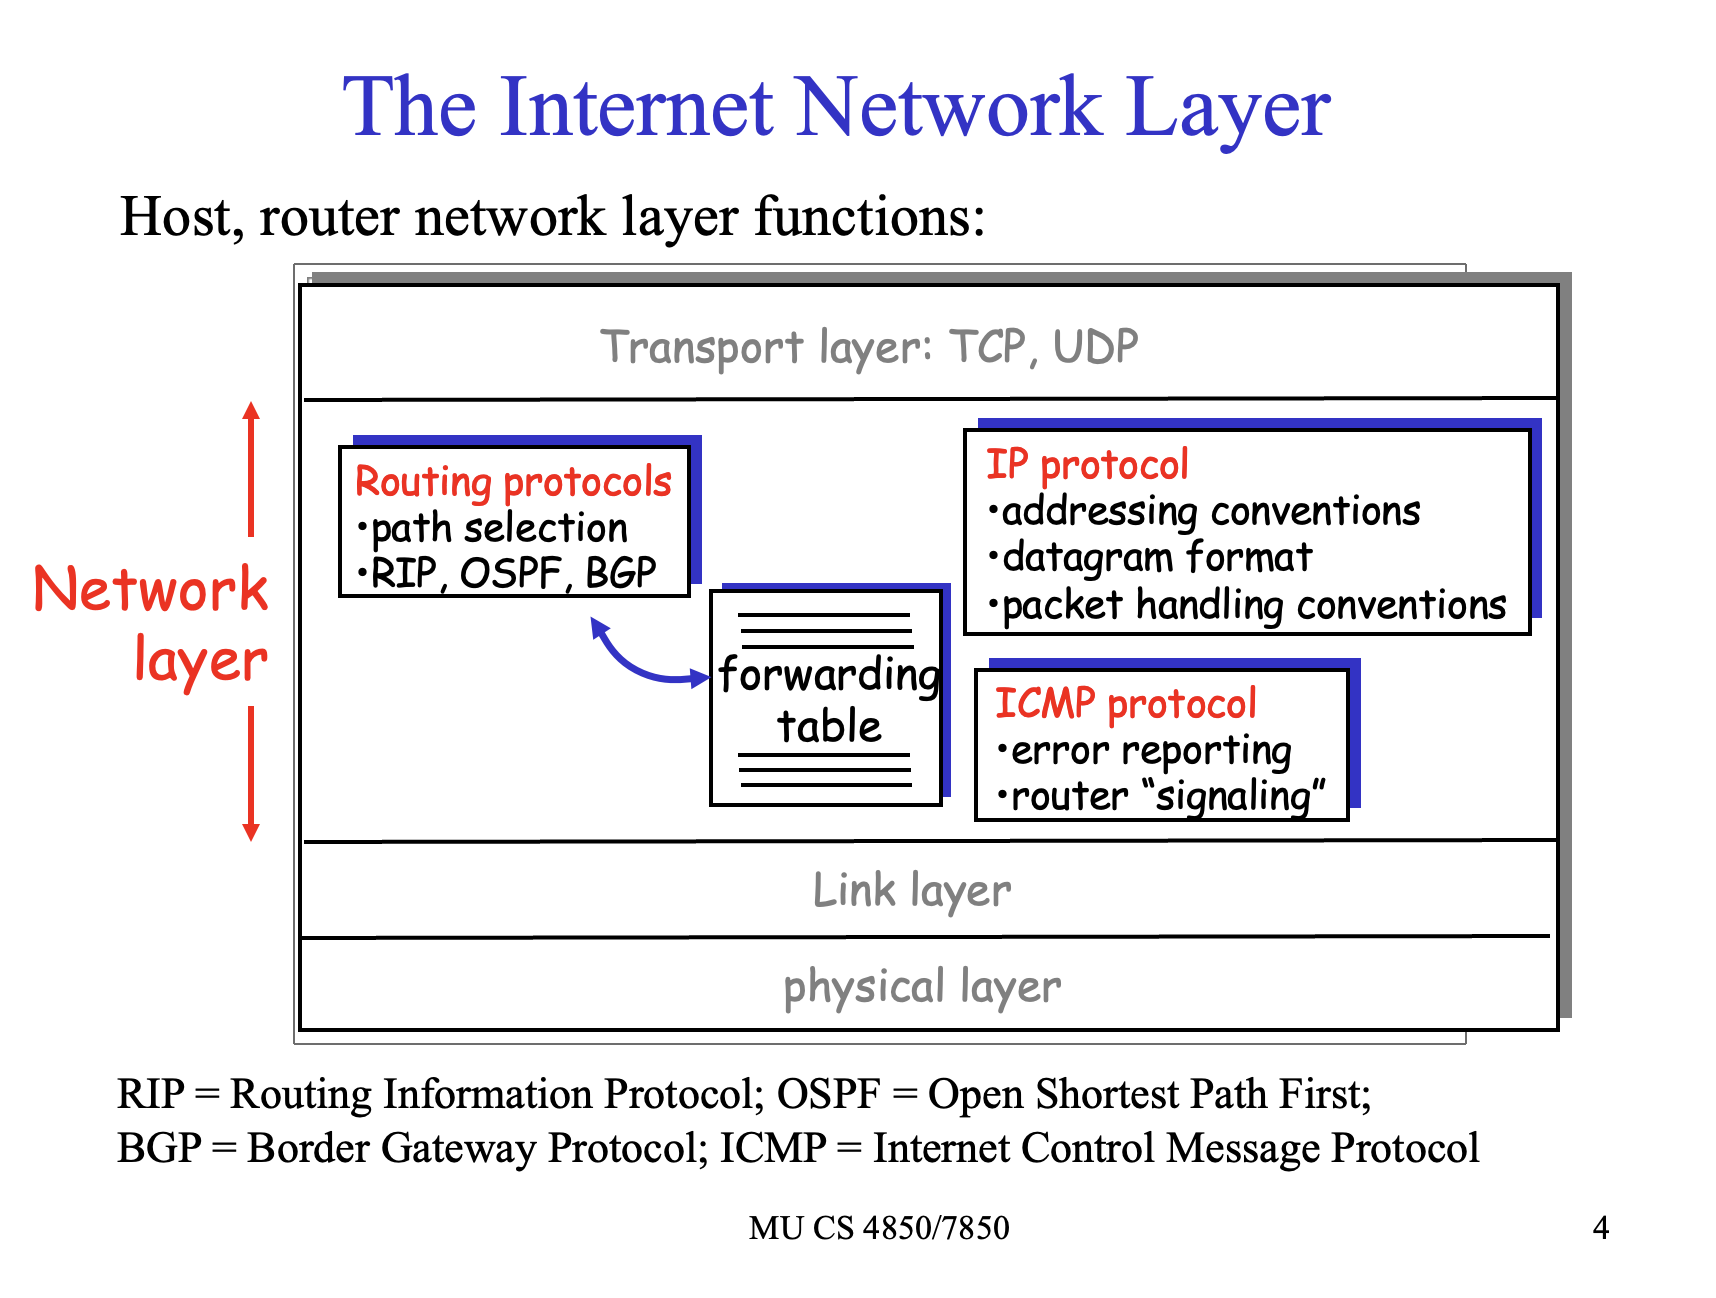 The Internet Network Layer
Host, router network layer functions:
Transport layer: TCP, UDP
Network
layer
Routing protocols
•path selection
•RIP, OSPF, BGP
forwarding
table
IP protocol
•addressing conventions
•datagram format
•packet handling conventions
ICMP protocol
•error reporting
•router “signaling”
Link layer
physical layer
RIP = Routing Information Protocol; OSPF = Open Shortest Path First;
BGP = Border Gateway Protocol; ICMP = Internet Control Message Protocol
MU CS 4850/7850
4